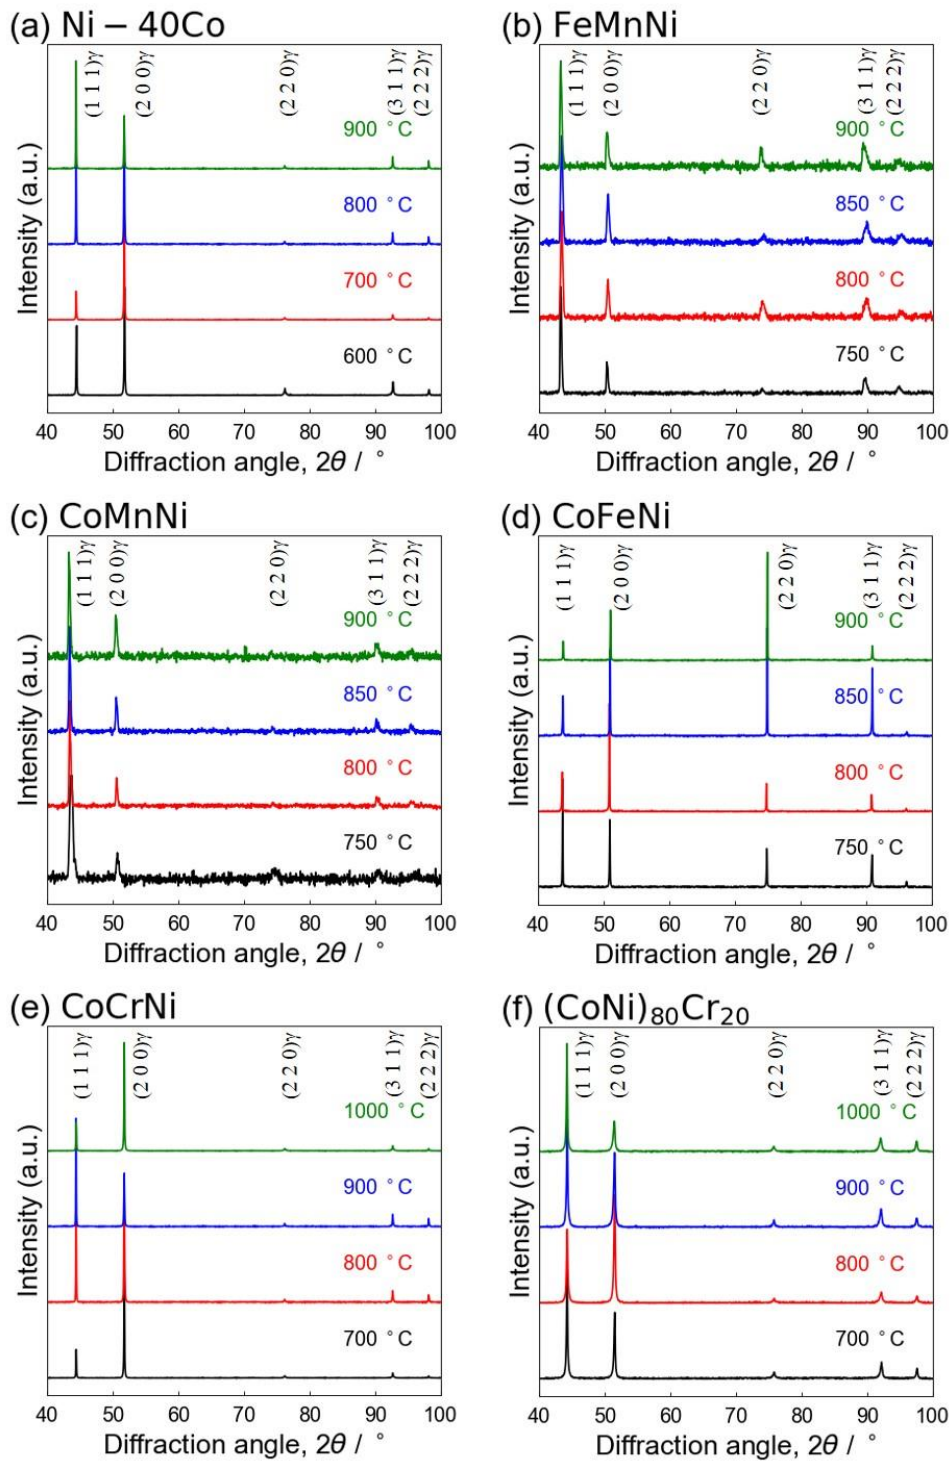 (a) Ni − 40Co
Intensity (a.u.)
(1 1 1)γ
(2 0 0)γ
(2 2 0)γ
(3 1 1)γ
(2 2 2)γ
900 °C
800 °C
700 °C
600 °C
40 50 60 70 80 90 100
Diffraction angle, 2θ / °
(b) FeMnNi
Intensity (a.u.)
(1 1 1)γ
(2 0 0)γ
(2 2 0)γ
(3 1 1)γ
(2 2 2)γ
900 °C
850 °C
800 °C
750 °C
40 50 60 70 80 90 100
Diffraction angle, 2θ / °
(c) CoMnNi
Intensity (a.u.)
(1 1 1)γ
(2 0 0)γ
(2 2 0)γ
(3 1 1)γ
(2 2 2)γ
900 °C
850 °C
800 °C
750 °C
40 50 60 70 80 90 100
Diffraction angle, 2θ / °
(d) CoFeNi
Intensity (a.u.)
(1 1 1)γ
(2 0 0)γ
(2 2 0)γ
(3 1 1)γ
(2 2 2)γ
900 °C
850 °C
800 °C
750 °C
40 50 60 70 80 90 100
Diffraction angle, 2θ / °
(e) CoCrNi
Intensity (a.u.)
(1 1 1)γ
(2 0 0)γ
(2 2 0)γ
(3 1 1)γ
(2 2 2)γ
1000 °C
900 °C
800 °C
700 °C
40 50 60 70 80 90 100
Diffraction angle, 2θ / °
(f) (CoNi)₈₀Cr₂₀
Intensity (a.u.)
(1 1 1)γ
(2 0 0)γ
(2 2 0)γ
(3 1 1)γ
(2 2 2)γ
1000 °C
900 °C
800 °C
700 °C
40 50 60 70 80 90 100
Diffraction angle, 2θ / °